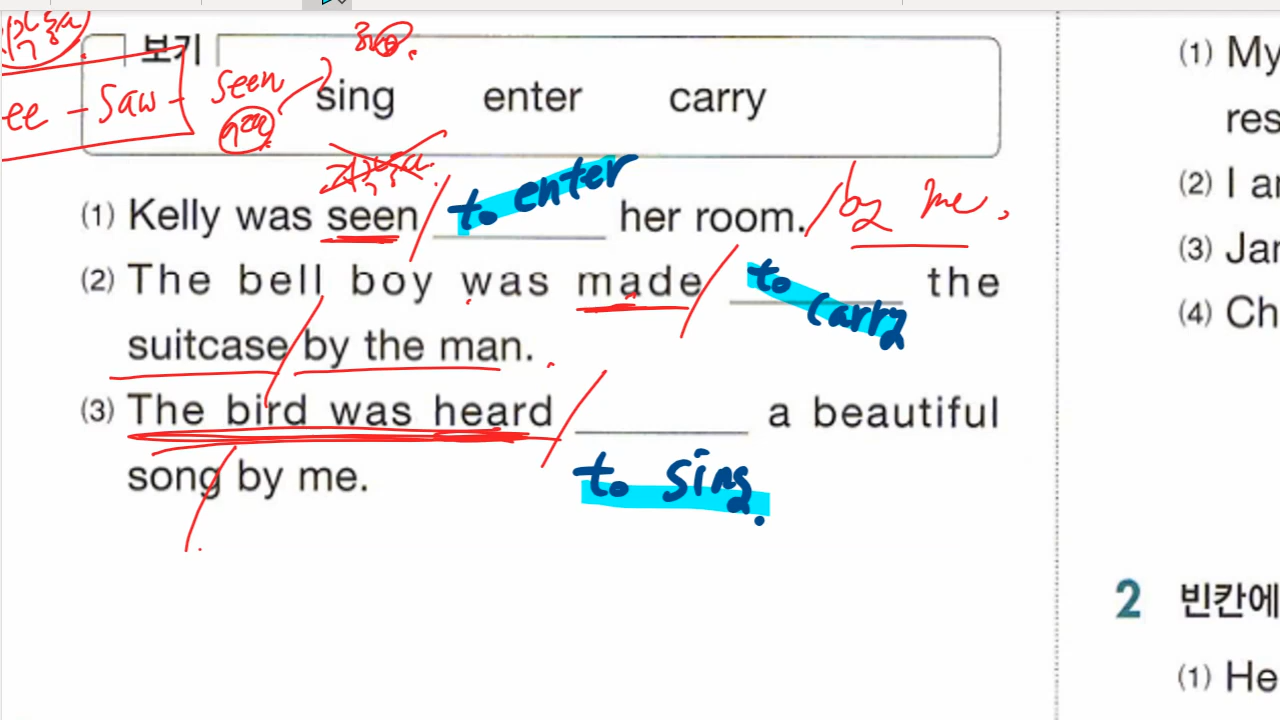 보기
ee - saw - seen
sing enter carry
(1) Kelly was seen to enter her room. by me.
(2) The bell boy was made to carry the
suitcase by the man.
(3) The bird was heard to sing. a beautiful
song by me.
(1) My
res
(2) I a
(3) Jar
(4) Ch
2 빈칸에
(1) He